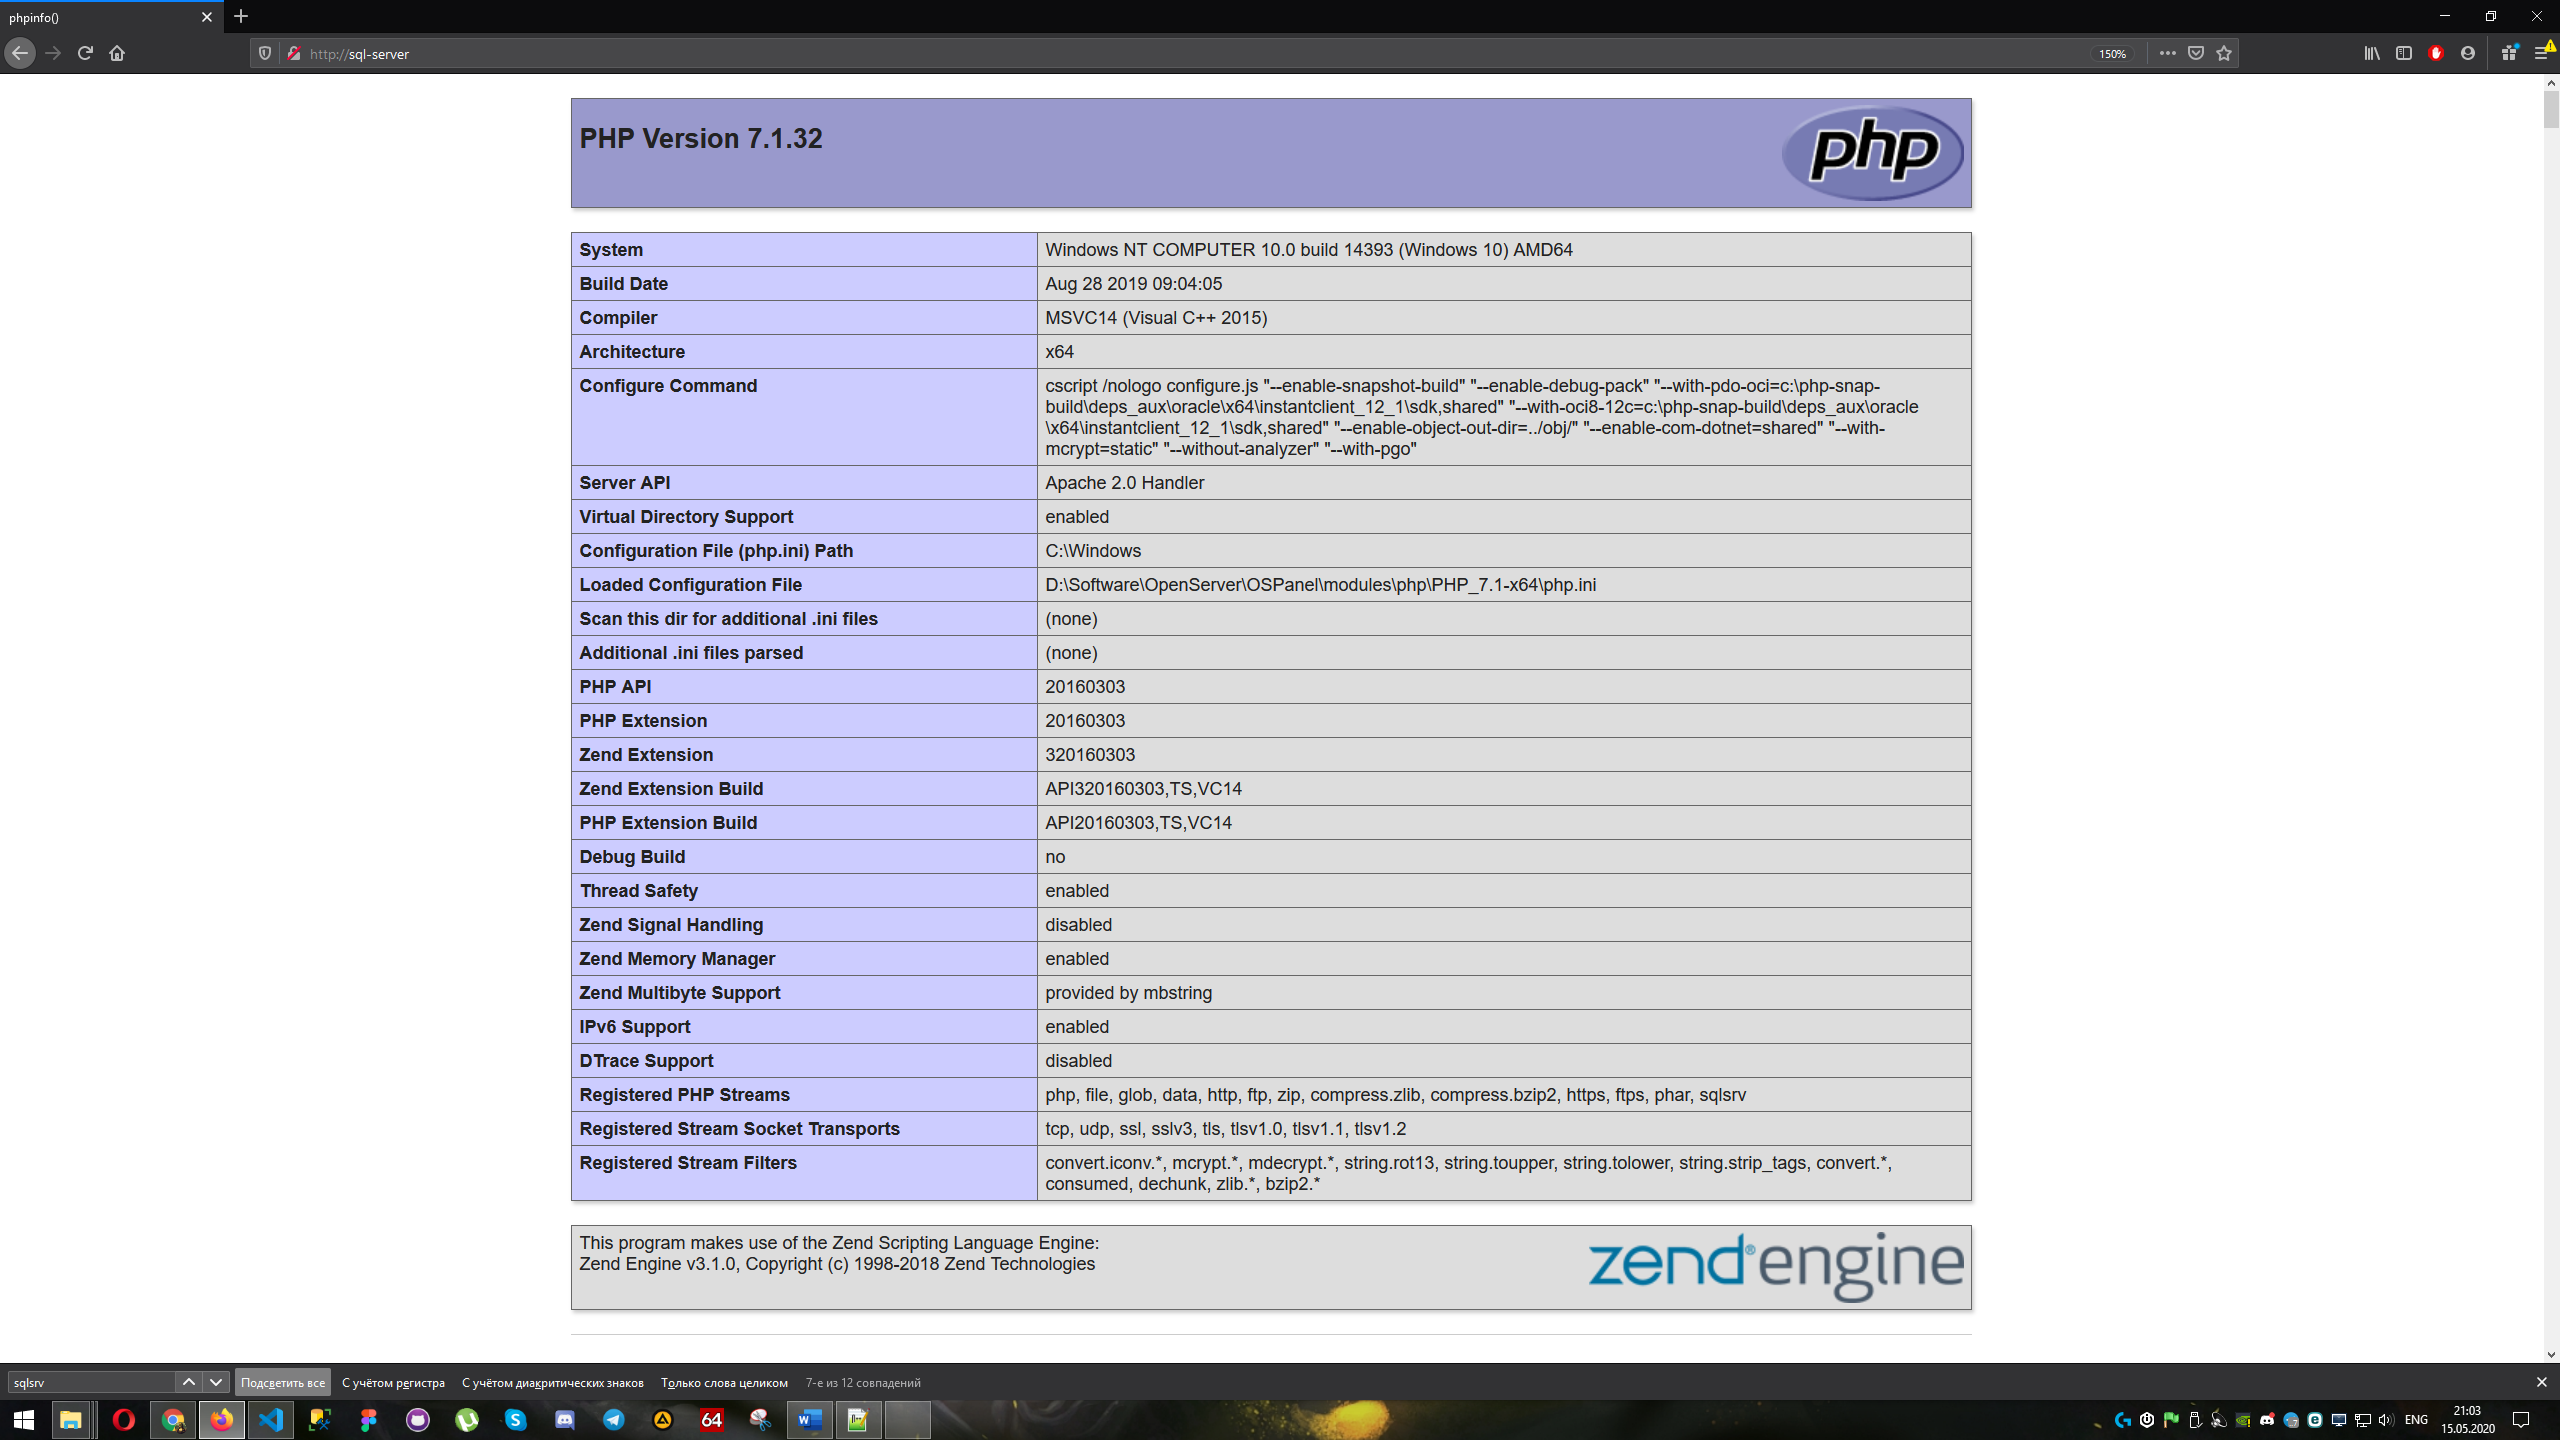 phpinfo()
http://sql-server
150%
PHP Version 7.1.32
php
System
Windows NT COMPUTER 10.0 build 14393 (Windows 10) AMD64
Build Date
Aug 28 2019 09:04:05
Compiler
MSVC14 (Visual C++ 2015)
Architecture
x64
Configure Command
cscript /nologo configure.js "--enable-snapshot-build" "--enable-debug-pack" "--with-pdo-oci=c:\php-snap-
build\deps_aux\oracle\x64\instantclient_12_1\sdk,shared" "--with-oci8-12c=c:\php-snap-build\deps_aux\oracle
\x64\instantclient_12_1\sdk,shared" "--enable-object-out-dir=../obj/" "--enable-com-dotnet=shared" "--with-
mcrypt=static" "--without-analyzer" "--with-pgo"
Server API
Apache 2.0 Handler
Virtual Directory Support
enabled
Configuration File (php.ini) Path
C:\Windows
Loaded Configuration File
D:\Software\OpenServer\OSPanel\modules\php\PHP_7.1-x64\php.ini
Scan this dir for additional .ini files
(none)
Additional .ini files parsed
(none)
PHP API
20160303
PHP Extension
20160303
Zend Extension
320160303
Zend Extension Build
API320160303,TS,VC14
PHP Extension Build
API20160303,TS,VC14
Debug Build
no
Thread Safety
enabled
Zend Signal Handling
disabled
Zend Memory Manager
enabled
Zend Multibyte Support
provided by mbstring
IPv6 Support
enabled
DTrace Support
disabled
Registered PHP Streams
php, file, glob, data, http, ftp, zip, compress.zlib, compress.bzip2, https, ftps, phar, sqlsrv
Registered Stream Socket Transports
tcp, udp, ssl, sslv3, tls, tlsv1.0, tlsv1.1, tlsv1.2
Registered Stream Filters
convert.iconv.*, mcrypt.*, mdecrypt.*, string.rot13, string.toupper, string.tolower, string.strip_tags, convert.*,
consumed, dechunk, zlib.*, bzip2.*
This program makes use of the Zend Scripting Language Engine:
Zend Engine v3.1.0, Copyright (c) 1998-2018 Zend Technologies
zend® engine
sqlsrv
Подсветить все
С учётом регистра
С учётом диакритических знаков
Только слова целиком
7-е из 12 совпадений
64
ENG
21:03
15.05.2020